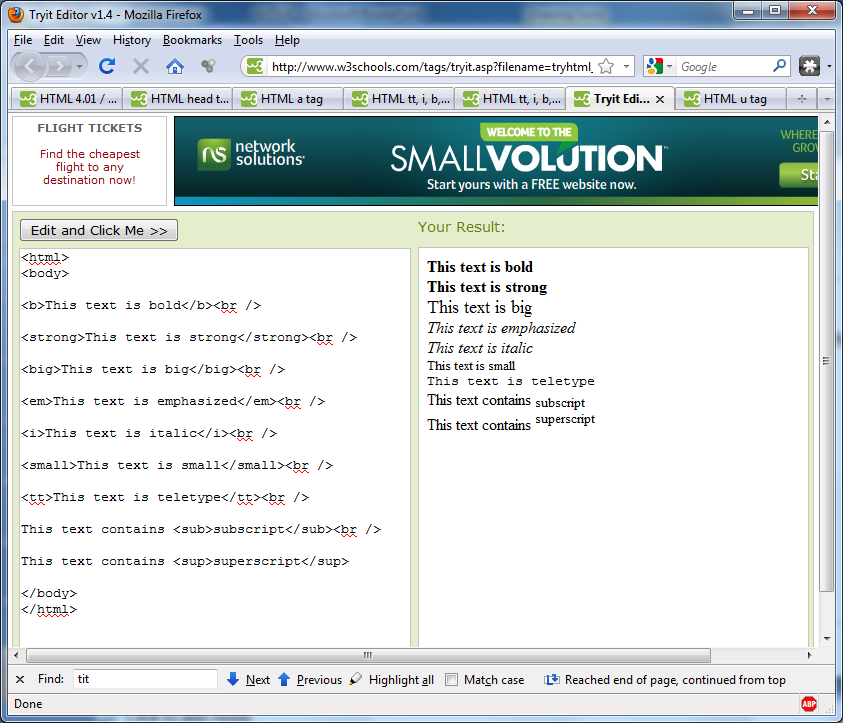 Tryit Editor v1.4 - Mozilla Firefox
File Edit View History Bookmarks Tools Help
http://www.w3schools.com/tags/tryit.asp?filename=tryhtml_
Google
HTML 4.01 / ...
HTML head t...
HTML a tag
HTML tt, i, b,...
HTML tt, i, b,...
Tryit Edi...
HTML u tag
FLIGHT TICKETS
Find the cheapest
flight to any
destination now!
ns network
solutions
WELCOME TO THE
SMALLVOLUTION™
Start yours with a FREE website now.
WHERE
GROV
Sta
Edit and Click Me >>
Your Result:
<html>
<body>
<b>This text is bold</b><br />
<strong>This text is strong</strong><br />
<big>This text is big</big><br />
<em>This text is emphasized</em><br />
<i>This text is italic</i><br />
<small>This text is small</small><br />
<tt>This text is teletype</tt><br />
This text contains <sub>subscript</sub><br />
This text contains <sup>superscript</sup>
</body>
</html>
This text is bold
This text is strong
This text is big
This text is emphasized
This text is italic
This text is small
This text is teletype
This text contains subscript
This text contains superscript
Find: tit Next Previous Highlight all Match case Reached end of page, continued from top
Done
ABP